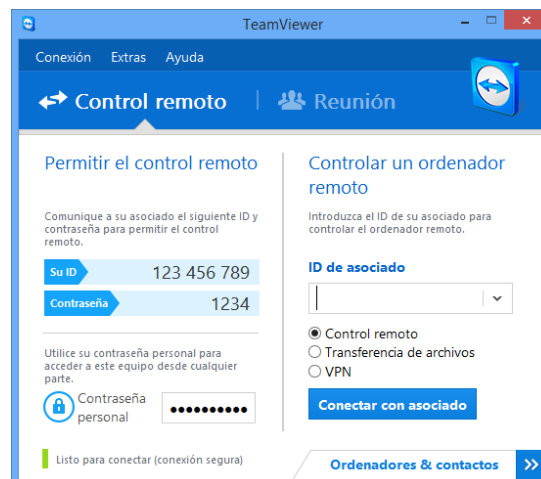 TeamViewer
Conexión Extras Ayuda
Control remoto
Reunión
Permitir el control remoto
Comunique a su asociado el siguiente ID y
contraseña para permitir el control
remoto.
Su ID 123 456 789
Contraseña 1234
Utilice su contraseña personal para
acceder a este equipo desde cualquier
parte.
Contraseña
personal
Listo para conectar (conexión segura)
Controlar un ordenador
remoto
Introduzca el ID de su asociado para
controlar el ordenador remoto.
ID de asociado
Control remoto
Transferencia de archivos
VPN
Conectar con asociado
Ordenadores & contactos